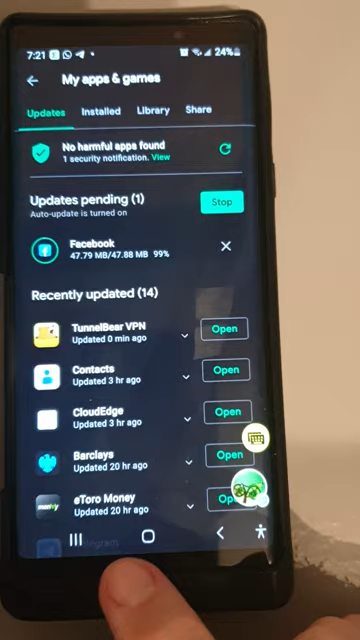 7:21
24%
My apps & games
Updates Installed Library Share
No harmful apps found
1 security notification. View
Updates pending (1)
Stop
Auto-update is turned on
Facebook
47.79 MB/47.88 MB 99%
Recently updated (14)
TunnelBear VPN
Updated 0 min ago
Open
Contacts
Updated 3 hr ago
Open
CloudEdge
Updated 3 hr ago
Open
Barclays
Updated 20 hr ago
Open
eToro Money
Updated 20 hr ago
Op